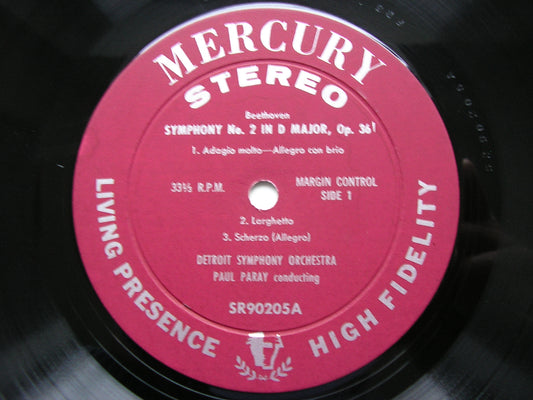 MERCURY
STEREO
Beethoven
SYMPHONY No. 2 IN D MAJOR, Op. 36
1. Adagio molto—Allegro con brio
33⅓ R.P.M.
MARGIN CONTROL
SIDE 1
2. Larghetto
3. Scherzo (Allegro)
DETROIT SYMPHONY ORCHESTRA
PAUL PARAY conducting
SR90205A
LIVING PRESENCE
HIGH FIDELITY